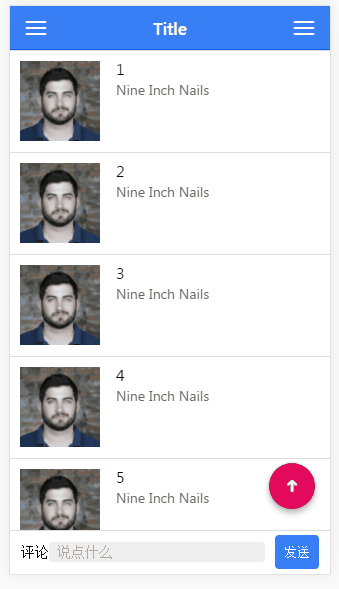 Title
1
Nine Inch Nails
2
Nine Inch Nails
3
Nine Inch Nails
4
Nine Inch Nails
5
Nine Inch Nails
评论 说点什么 发送